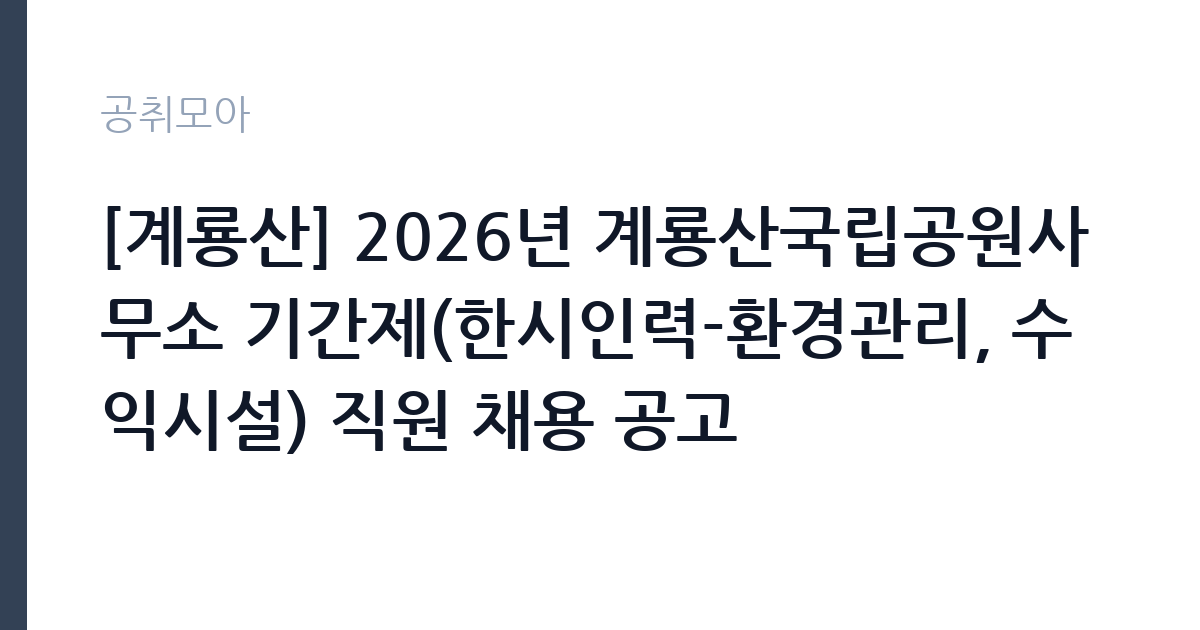 공취모아
[계룡산] 2026년 계룡산국립공원사
무소 기간제(한시인력-환경관리, 수
익시설) 직원 채용 공고